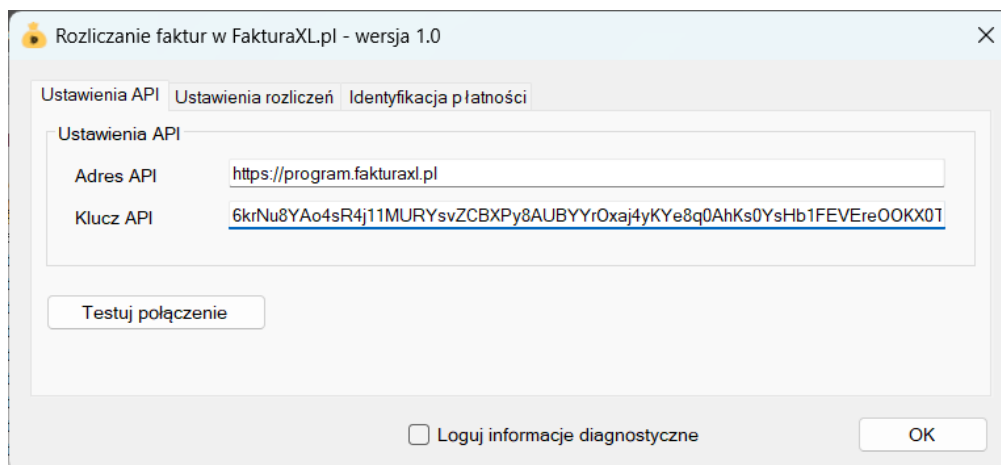 Rozliczanie faktur w FakturaXL.pl - wersja 1.0
Ustawienia API Ustawienia rozliczeń Identyfikacja płatności
Ustawienia API
Adres API https://program.fakturaxl.pl
Klucz API 6krNu8YAo4sR4j11MURYsvZCBXPy8AUBYYrOxaj4yKYe8q0AhKs0YsHb1FEVEreOOKX0T
Testuj połączenie
Loguj informacje diagnostyczne OK